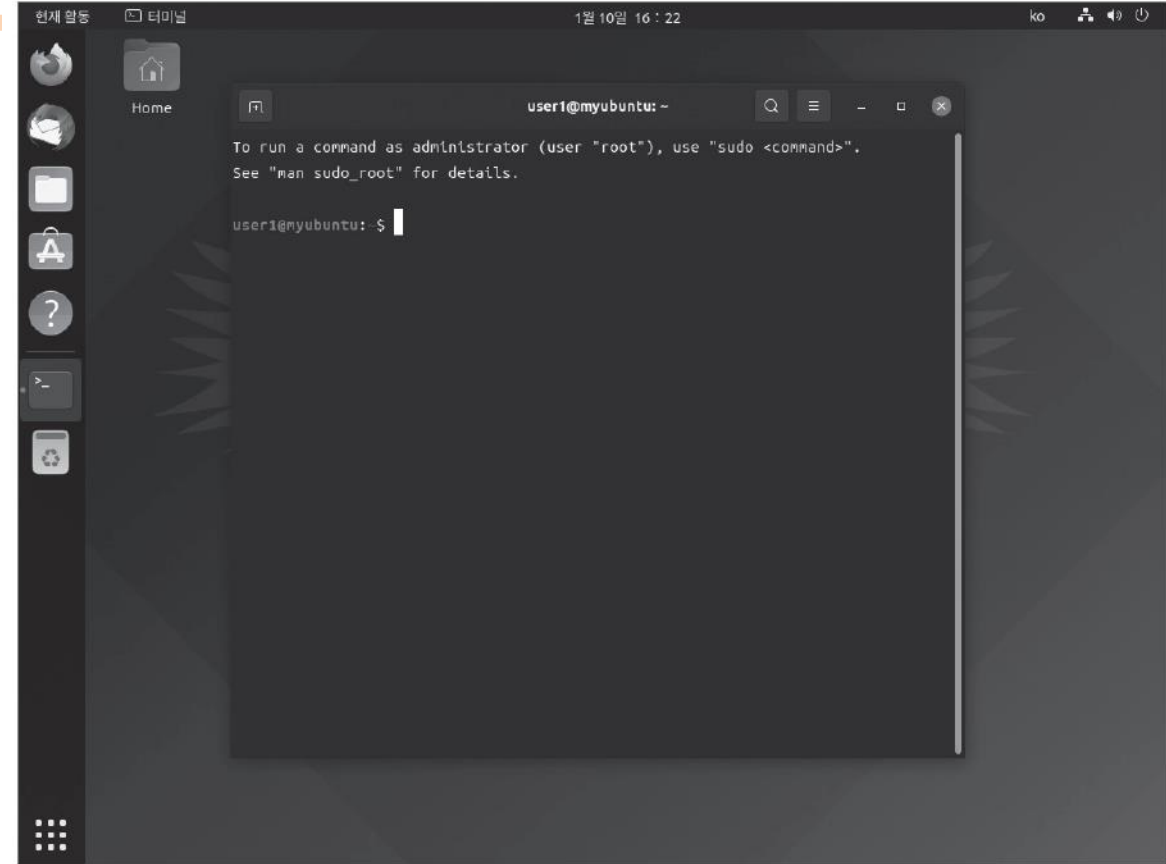 현재 활동
터미널
1월 10일 16 : 22
ko
Home
user1@myubuntu: ~
To run a command as administrator (user "root"), use "sudo <command>".
See "man sudo_root" for details.
user1@myubuntu:~$